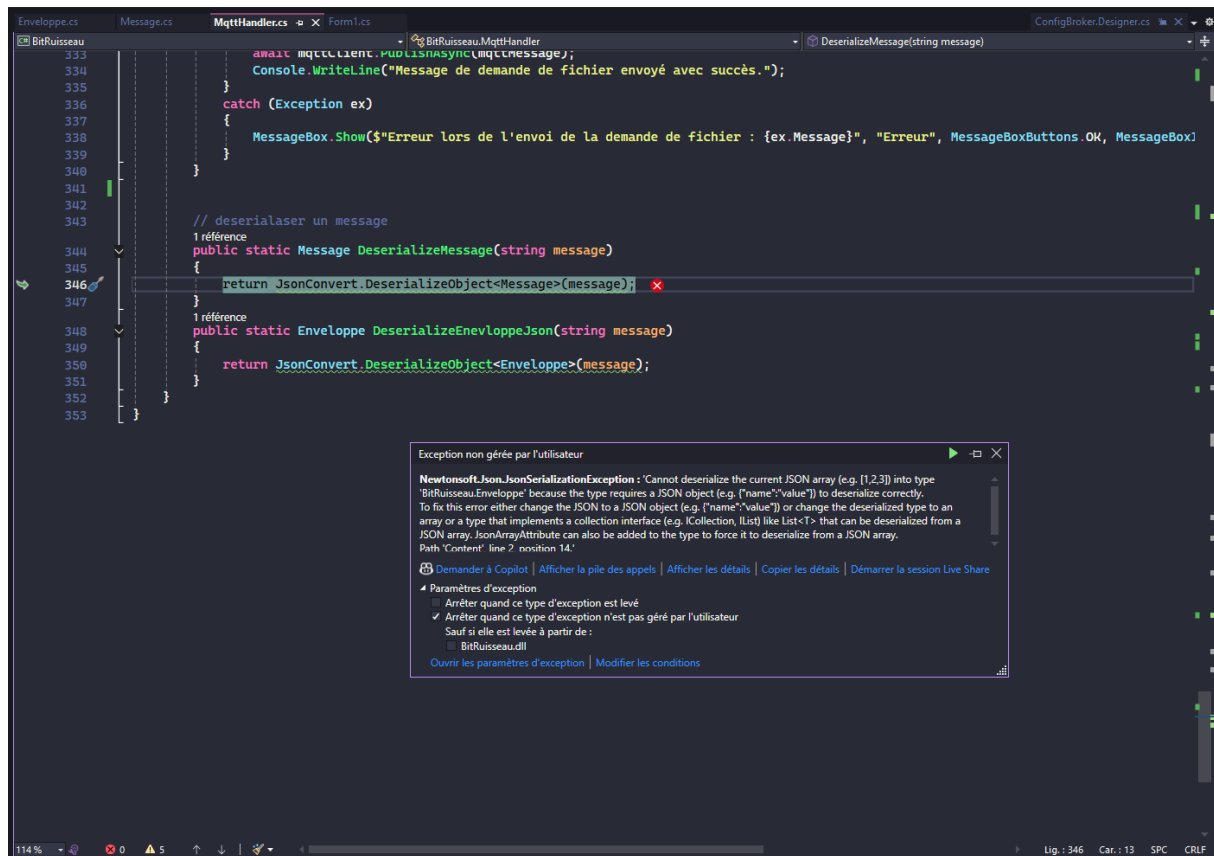 Enveloppe.cs Message.cs MqttHandler.cs Form1.cs ConfigBroker.Designer.cs
BitRuisseau BitRuisseau.MqttHandler DeserializeMessage(string message)
333 await mqttClient.PublishAsync(mqttMessage);
334 Console.WriteLine("Message de demande de fichier envoyé avec succès.");
335 }
336 catch (Exception ex)
337 {
338 MessageBox.Show($"Erreur lors de l'envoi de la demande de fichier : {ex.Message}", "Erreur", MessageBoxButtons.OK, MessageBoxI
339 }
340 }
341
342
343 // deserialaser un message
1 référence
344 public static Message DeserializeMessage(string message)
345 {
346 return JsonConvert.DeserializeObject<Message>(message);
347 }
1 référence
348 public static Enveloppe DeserializeEnevloppeJson(string message)
349 {
350 return JsonConvert.DeserializeObject<Enveloppe>(message);
351 }
352 }
353 }
Exception non gérée par l'utilisateur
Newtonsoft.Json.JsonSerializationException : 'Cannot deserialize the current JSON array (e.g. [1,2,3]) into type
'BitRuisseau.Enveloppe' because the type requires a JSON object (e.g. {"name":"value"}) to deserialize correctly.
To fix this error either change the JSON to a JSON object (e.g. {"name":"value"}) or change the deserialized type to an
array or a type that implements a collection interface (e.g. ICollection, IList) like List<T> that can be deserialized from a
JSON array. JsonArrayAttribute can also be added to the type to force it to deserialize from a JSON array.
Path 'Content', line 2, position 14.'
Demander à Copilot | Afficher la pile des appels | Afficher les détails | Copier les détails | Démarrer la session Live Share
Paramètres d'exception
Arrêter quand ce type d'exception est levé
Arrêter quand ce type d'exception n'est pas géré par l'utilisateur
Sauf si elle est levée à partir de :
BitRuisseau.dll
Ouvrir les paramètres d'exception | Modifier les conditions
114 % 0 5 Lig. : 346 Car. : 13 SPC CRLF